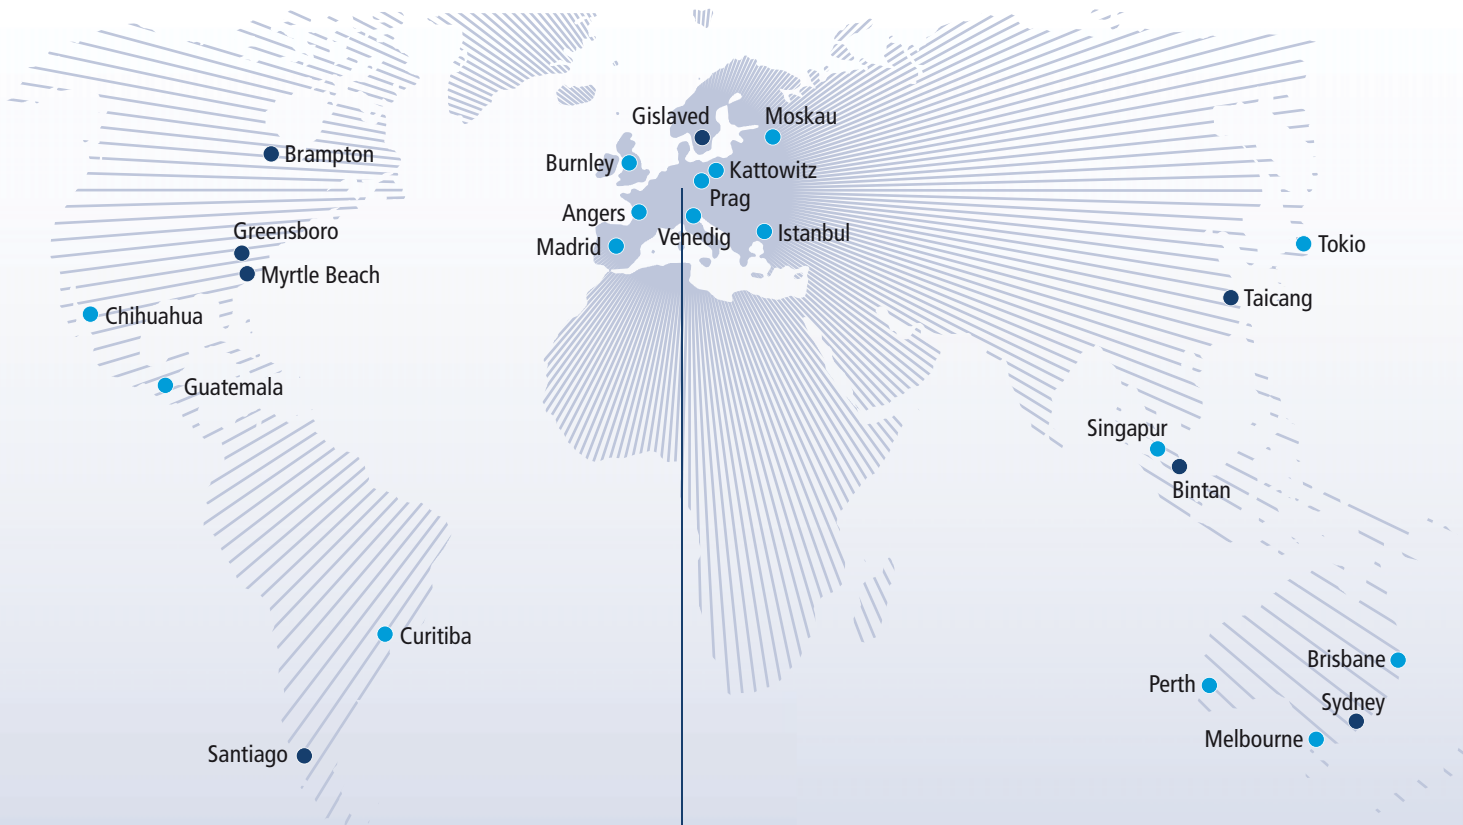 Gislaved
Moskau
Brampton
Burnley
Kattowitz
Prag
Angers
Greensboro
Venedig
Istanbul
Madrid
Tokio
Myrtle Beach
Taicang
Chihuahua
Guatemala
Singapur
Bintan
Curitiba
Brisbane
Perth
Sydney
Melbourne
Santiago